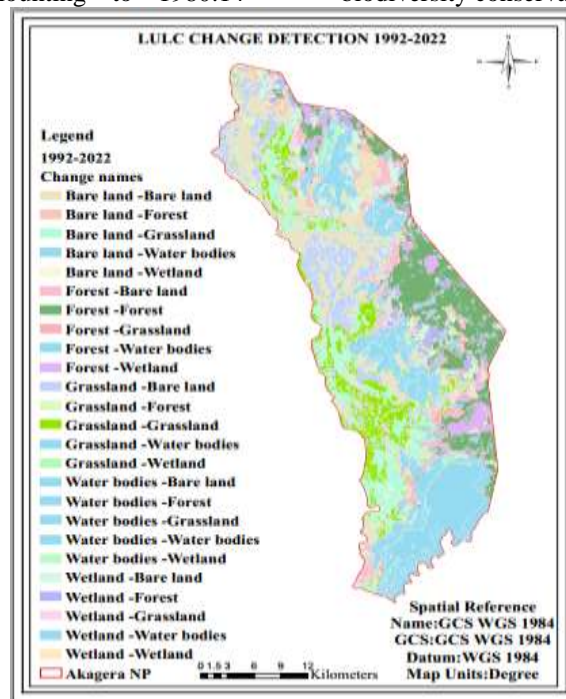 to 1980.14
LULC CHANGE DETECTION 1992-2022
Legend
1992-2022
Change names
Bare land -Bare land
Bare land -Forest
Bare land -Grassland
Bare land -Water bodies
Bare land -Wetland
Forest -Bare land
Forest -Forest
Forest -Grassland
Forest -Water bodies
Forest -Wetland
Grassland -Bare land
Grassland -Forest
Grassland -Grassland
Grassland -Water bodies
Grassland -Wetland
Water bodies -Bare land
Water bodies -Forest
Water bodies -Grassland
Water bodies -Water bodies
Water bodies -Wetland
Wetland -Bare land
Wetland -Forest
Wetland -Grassland
Wetland -Water bodies
Wetland -Wetland
Akagera NP
0 1.5 3 6 9 12
Kilometers
Spatial Reference
Name:GCS WGS 1984
GCS:GCS WGS 1984
Datum:WGS 1984
Map Units:Degree